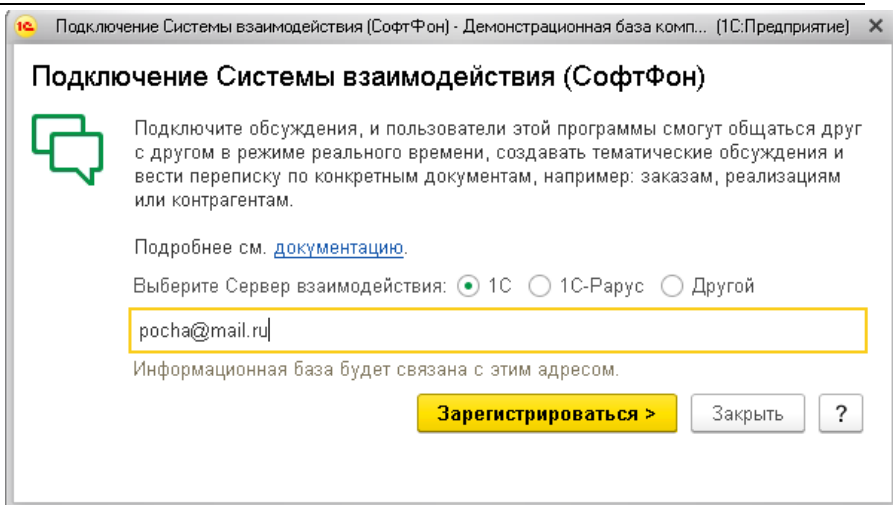 1С Подключение Системы взаимодействия (СофтФон) - Демонстрационная база комп... (1С:Предприятие) ×
Подключение Системы взаимодействия (СофтФон)
Подключите обсуждения, и пользователи этой программы смогут общаться друг
с другом в режиме реального времени, создавать тематические обсуждения и
вести переписку по конкретным документам, например: заказам, реализациям
или контрагентам.
Подробнее см. документацию.
Выберите Сервер взаимодействия: 1С 1С-Рарус Другой
pocha@mail.ru
Информационная база будет связана с этим адресом.
Зарегистрироваться > Закрыть ?